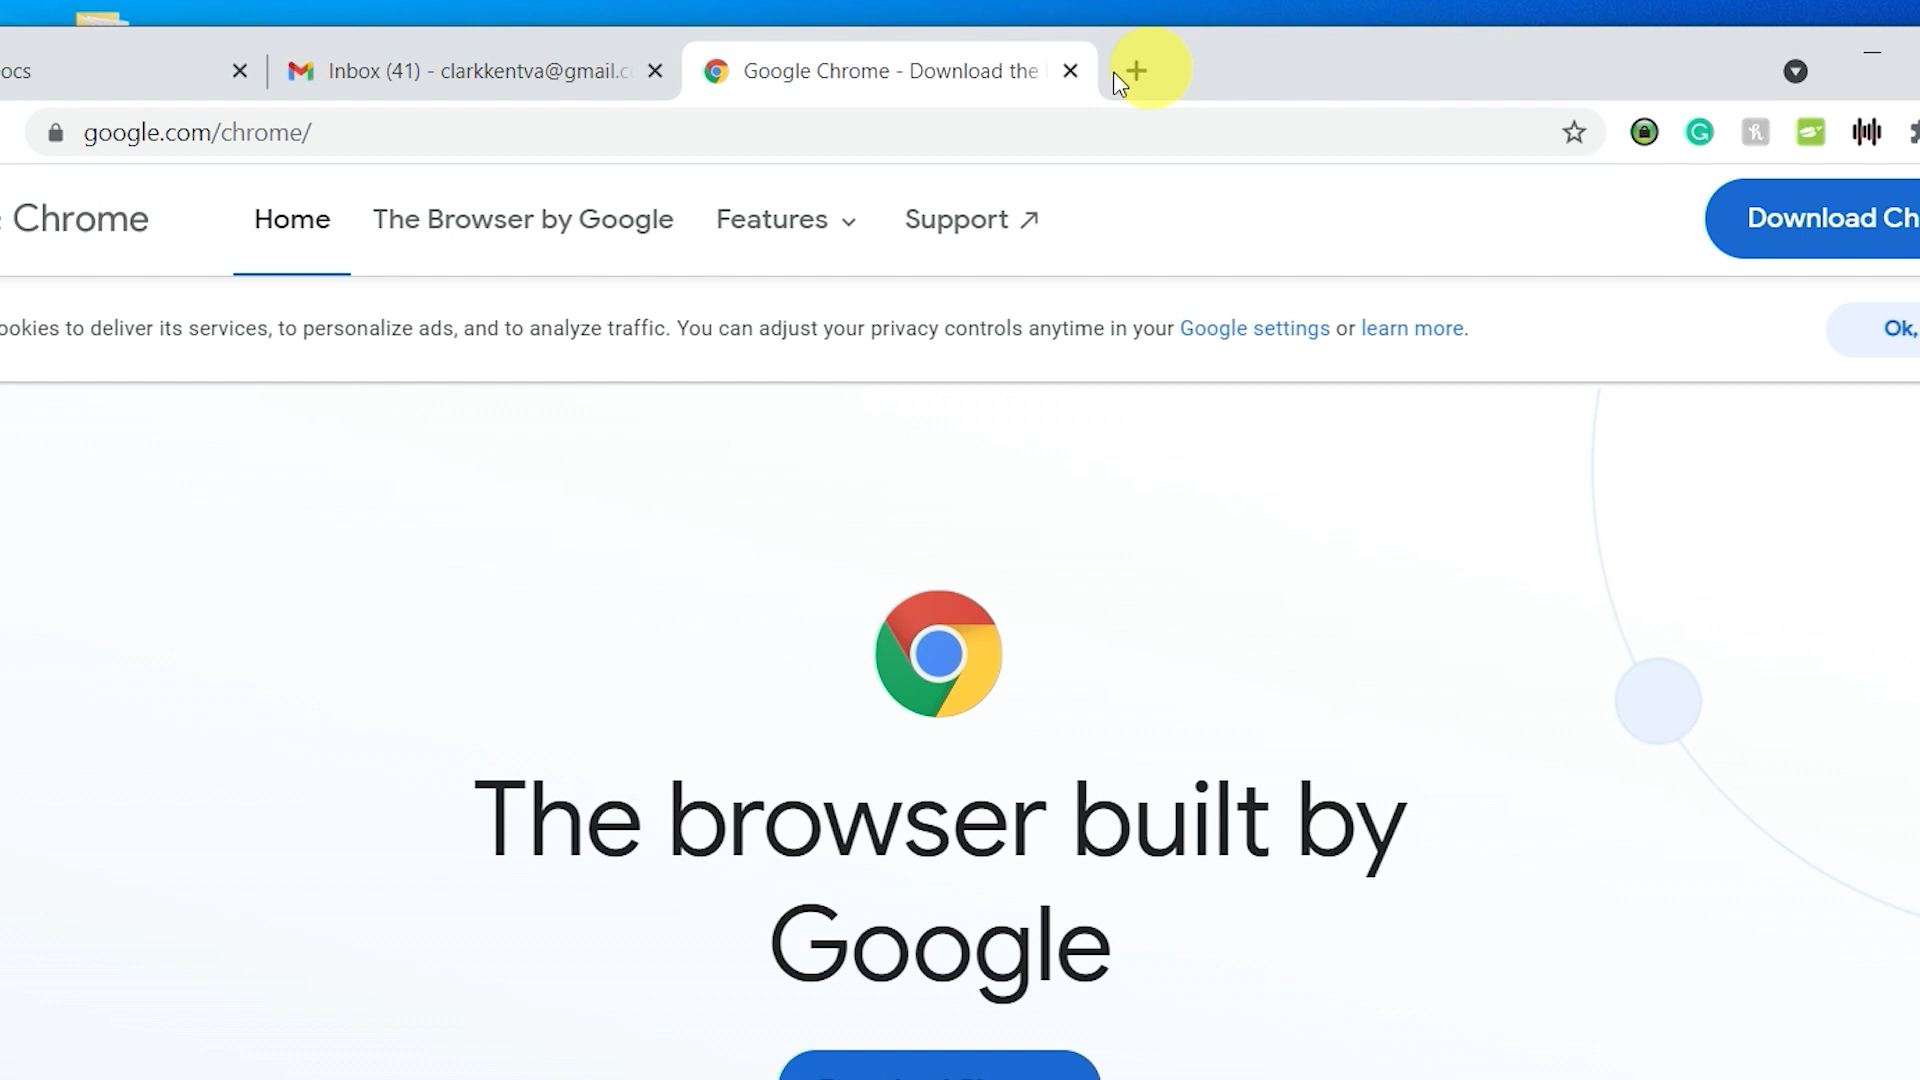 ocs
Inbox (41) - clarkkentva@gmail.c
Google Chrome - Download the
google.com/chrome/
Chrome
Home
The Browser by Google
Features
Support
Download Ch
ookies to deliver its services, to personalize ads, and to analyze traffic. You can adjust your privacy controls anytime in your Google settings or learn more.
Ok,
The browser built by
Google